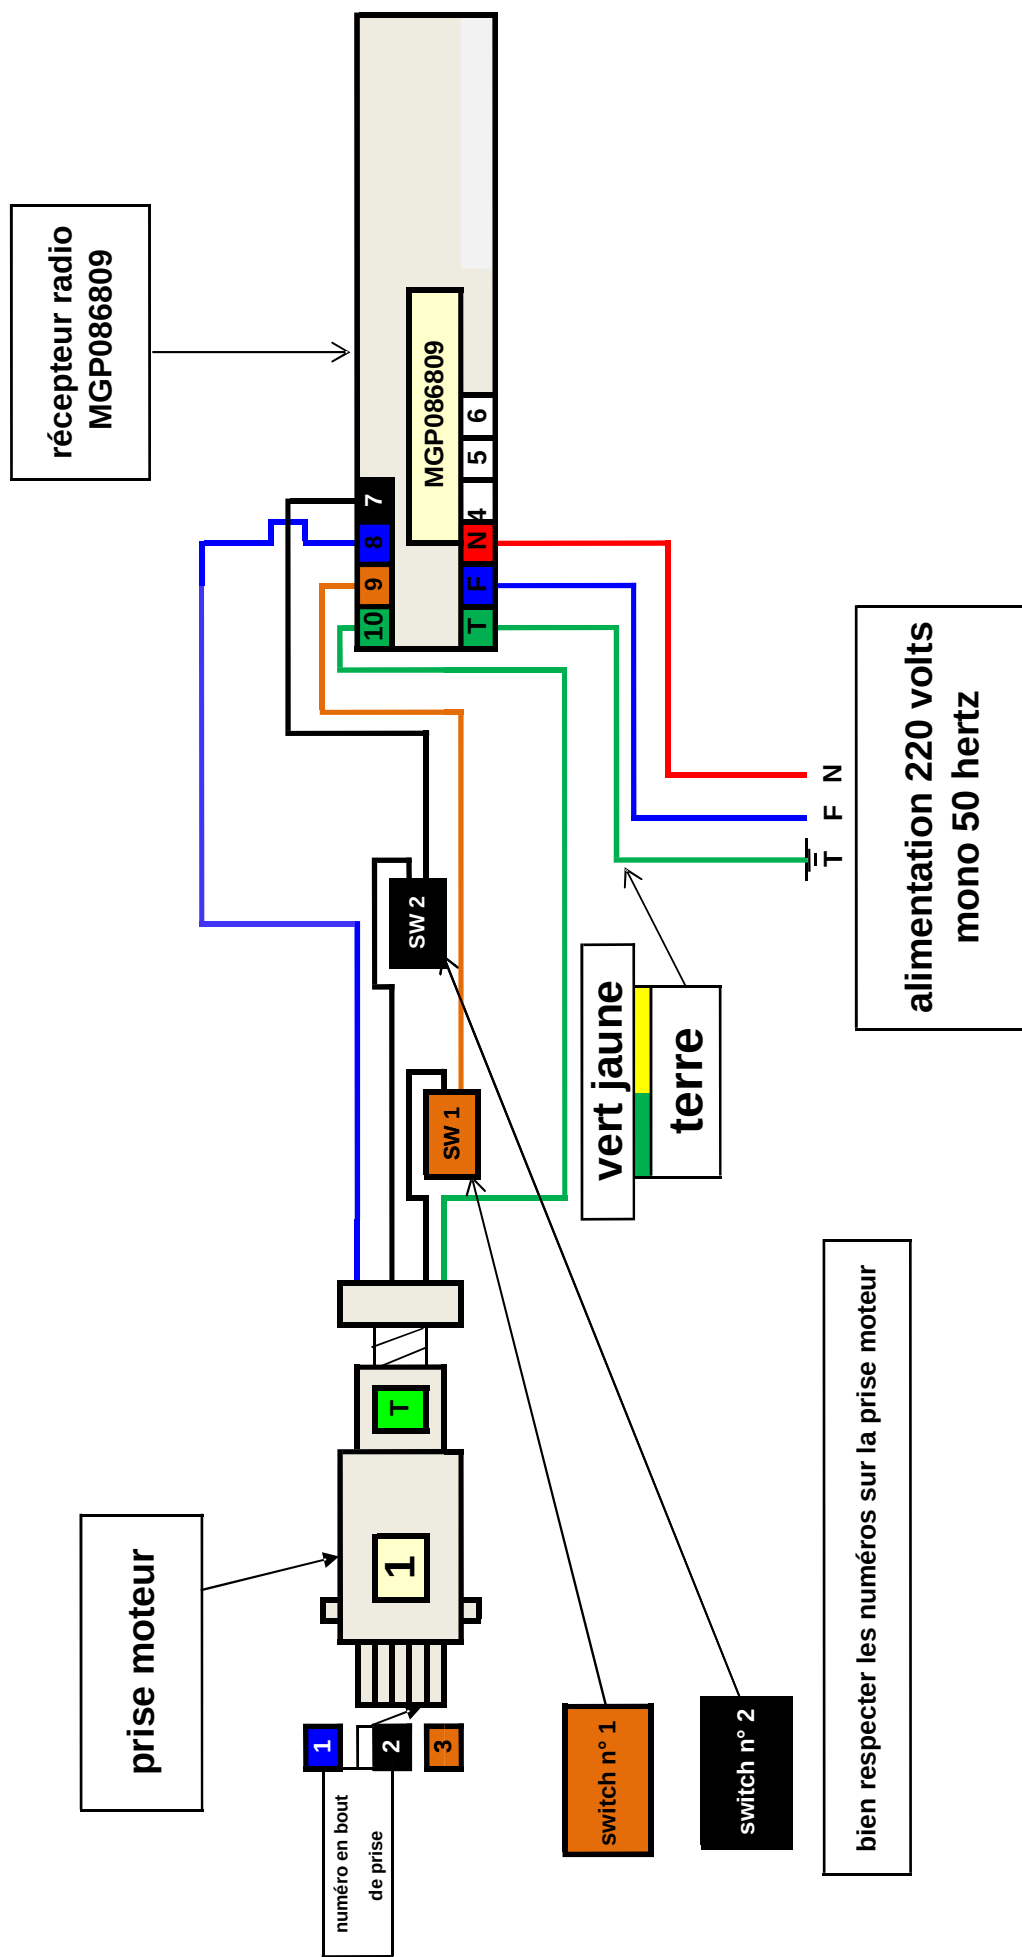 récepteur radio
MGP086809
MGP086809
7
8
9
10
6
5
4
N
F
T
alimentation 220 volts
mono 50 hertz
N
F
T
SW 2
SW 1
vert jaune
terre
prise moteur
T
1
1
2
3
numéro en bout
de prise
switch n° 1
switch n° 2
bien respecter les numéros sur la prise moteur